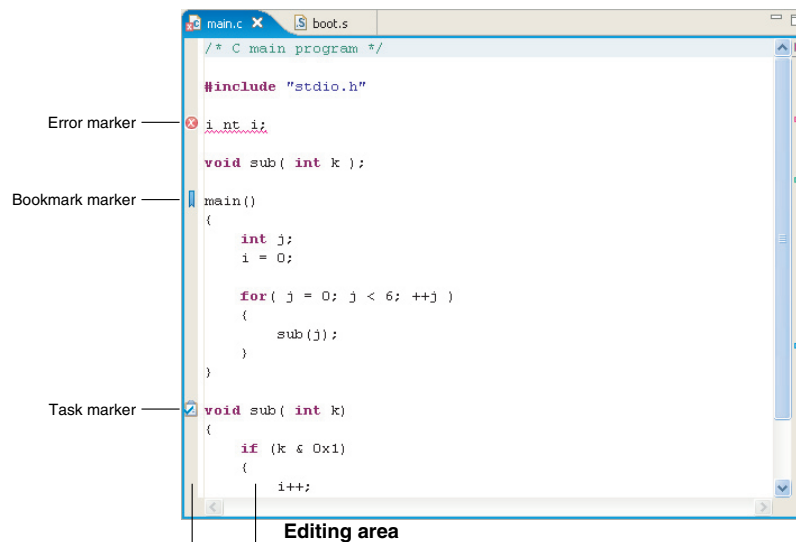 main.c boot.s
/* C main program */
#include "stdio.h"
Error marker
i nt i;
void sub( int k );
Bookmark marker
main()
{
int j;
i = 0;
for( j = 0; j < 6; ++j )
{
sub(j);
}
}
Task marker
void sub( int k)
{
if (k & 0x1)
{
i++;
Editing area